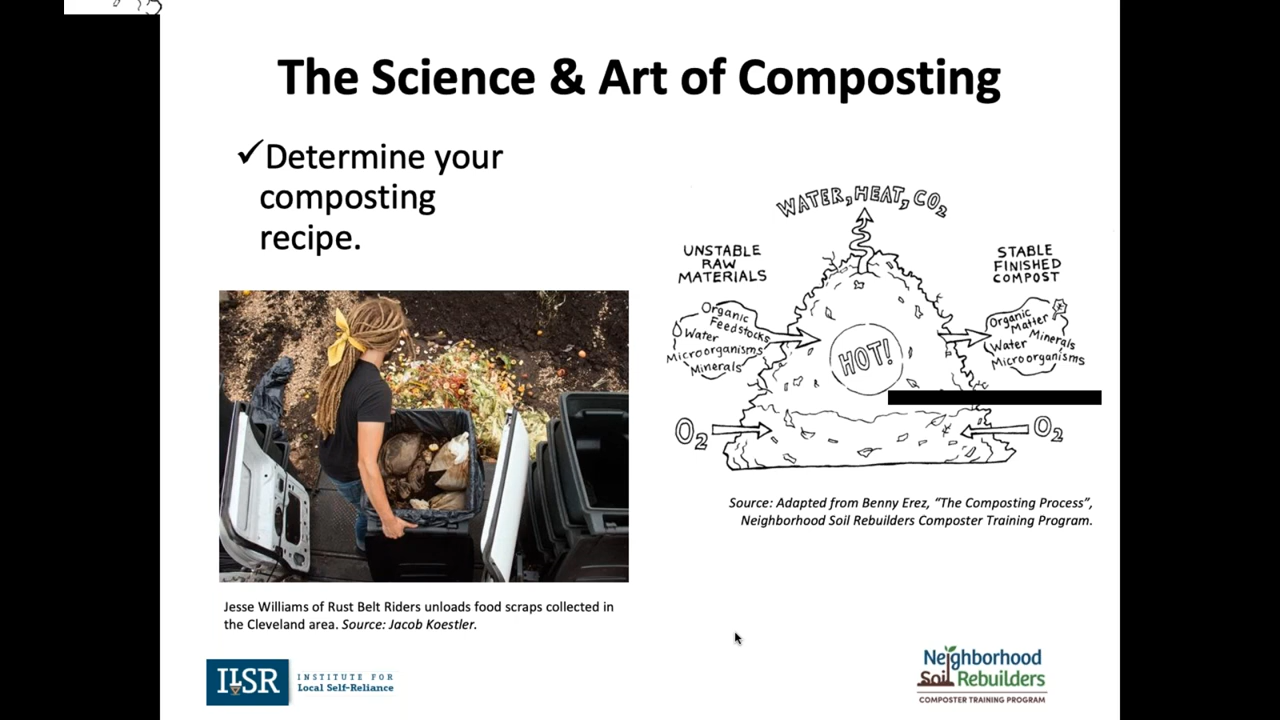 The Science & Art of Composting
✓Determine your
composting
recipe.
WATER, HEAT, CO₂
UNSTABLE
RAW
MATERIALS
Organic
Feedstocks
Water
Microorganisms
Minerals
HOT!
STABLE
FINISHED
COMPOST
Organic
Matter
Minerals
Water
Microorganisms
O₂
O₂
Source: Adapted from Benny Erez, “The Composting Process”,
Neighborhood Soil Rebuilders Composter Training Program.
Jesse Williams of Rust Belt Riders unloads food scraps collected in
the Cleveland area. Source: Jacob Koestler.
ILSR
INSTITUTE FOR
Local Self-Reliance
Neighborhood
Soil Rebuilders
COMPOSTER TRAINING PROGRAM